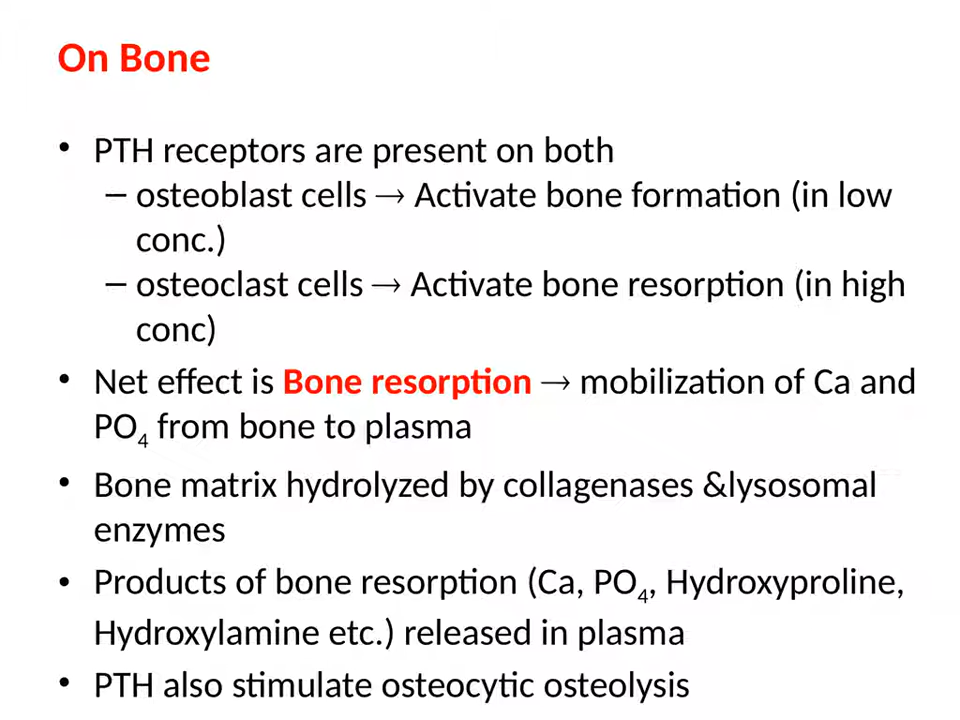 On Bone
• PTH receptors are present on both
– osteoblast cells → Activate bone formation (in low
conc.)
– osteoclast cells → Activate bone resorption (in high
conc)
• Net effect is Bone resorption → mobilization of Ca and
PO4 from bone to plasma
• Bone matrix hydrolyzed by collagenases &lysosomal
enzymes
• Products of bone resorption (Ca, PO4, Hydroxyproline,
Hydroxylamine etc.) released in plasma
• PTH also stimulate osteocytic osteolysis